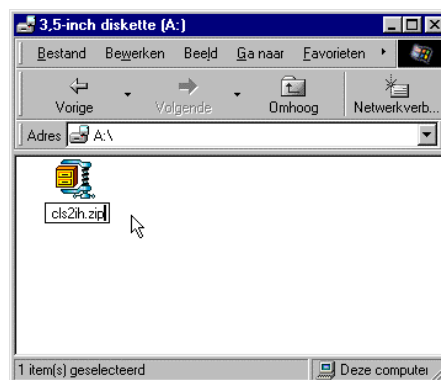 3,5-inch diskette (A:)
Bestand Bewerken Beeld Ga naar Favorieten
Vorige Volgende Omhoog Netwerkverb...
Adres A:\
cls2ih.zip
1 item(s) geselecteerd Deze computer